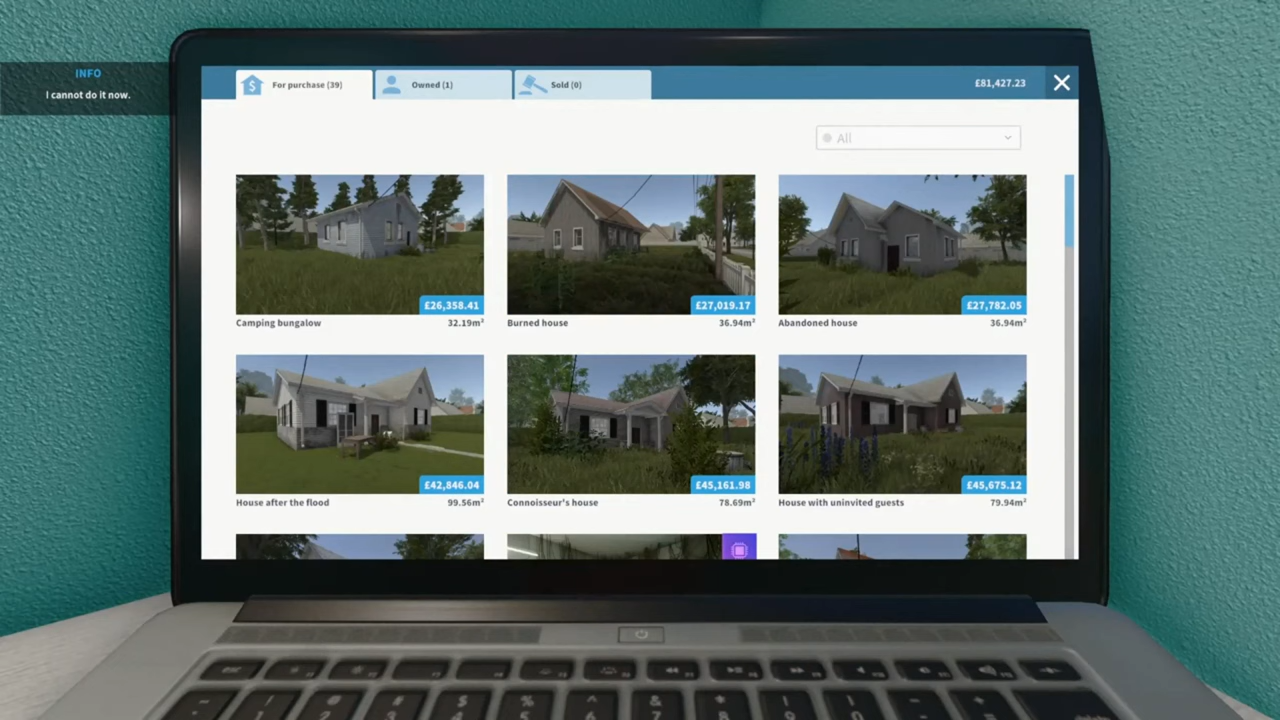 INFO
I cannot do it now.
For purchase (39)
Owned (1)
Sold (0)
£81,427.23
All
£26,358.41
£27,019.17
£27,782.05
Camping bungalow
32.19m²
Burned house
36.94m²
Abandoned house
36.94m²
£42,846.04
£45,161.98
£45,675.12
House after the flood
99.56m²
Connoisseur's house
78.69m²
House with uninvited guests
79.94m²